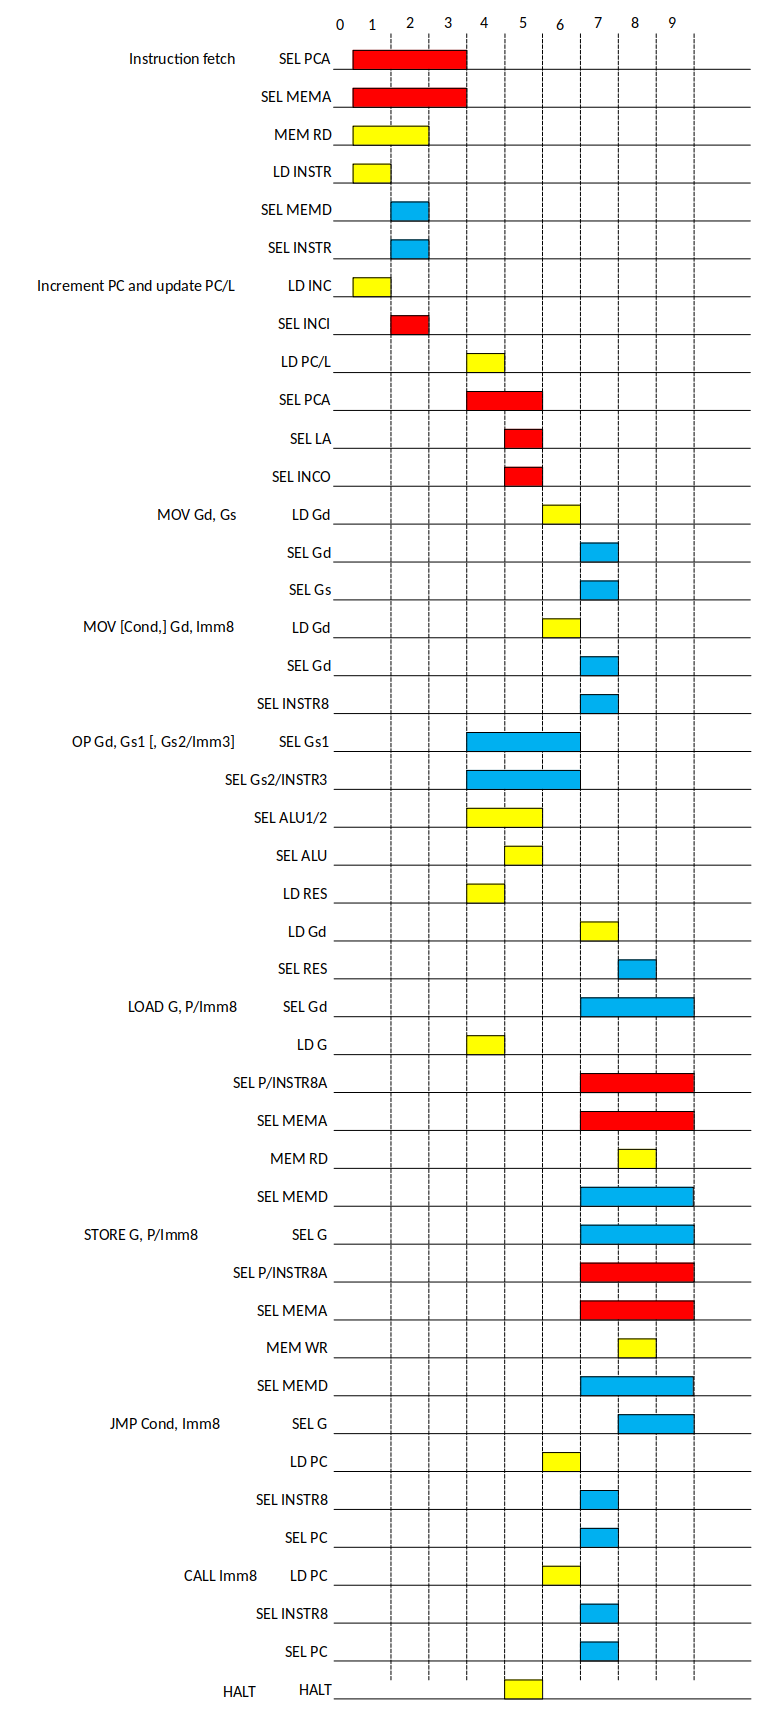 0 1 2 3 4 5 6 7 8 9
Instruction fetch SEL PCA
SEL MEMA
MEM RD
LD INSTR
SEL MEMD
SEL INSTR
Increment PC and update PC/L LD INC
SEL INCI
LD PC/L
SEL PCA
SEL LA
SEL INCO
MOV Gd, Gs LD Gd
SEL Gd
SEL Gs
MOV [Cond,] Gd, Imm8 LD Gd
SEL Gd
SEL INSTR8
OP Gd, Gs1 [, Gs2/Imm3] SEL Gs1
SEL Gs2/INSTR3
SEL ALU1/2
SEL ALU
LD RES
LD Gd
SEL RES
LOAD G, P/Imm8 SEL Gd
LD G
SEL P/INSTR8A
SEL MEMA
MEM RD
SEL MEMD
STORE G, P/Imm8 SEL G
SEL P/INSTR8A
SEL MEMA
MEM WR
SEL MEMD
JMP Cond, Imm8 SEL G
LD PC
SEL INSTR8
SEL PC
CALL Imm8 LD PC
SEL INSTR8
SEL PC
HALT HALT